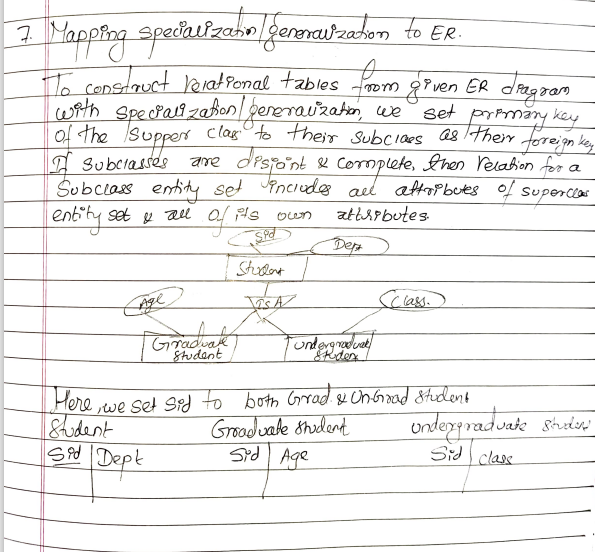 7. Mapping specialization/generalization to ER.
To construct relational tables from given ER diagram
with specialization/generalization, we set primary key
of the supper class to their subclaes as their foreign key
If subclasses are disjoint & complete, then relation for a
Subclass entity set includes all attributes of superclas
entity set & all of its own attributes.
Sid
Dept
Student
Age
ISA
Class.
Graduate
student
Undergraduate
Student
Here, we set Sid to both Grad. & UnGrad student
Student Graduate student undergraduate student
Sid Dept Sid Age Sid class